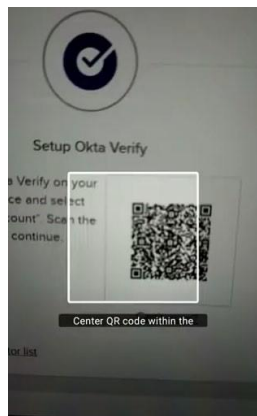 Setup Okta Verify
Verify on your
ce and select
ount". Scan the
continue.
Center QR code within the
tor list